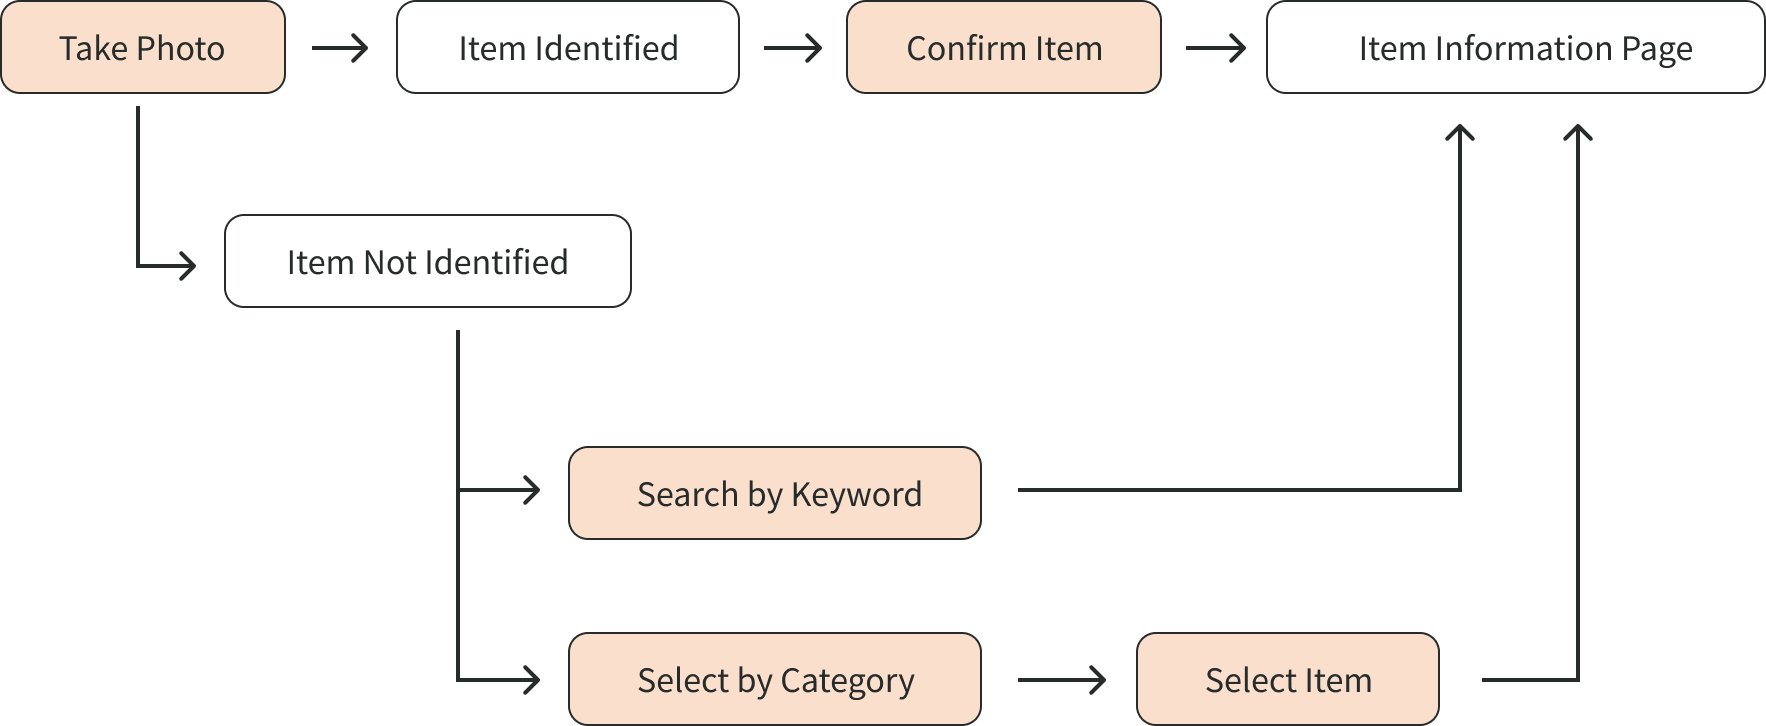 Take Photo
Item Identified
Confirm Item
Item Information Page
Item Not Identified
Search by Keyword
Select by Category
Select Item